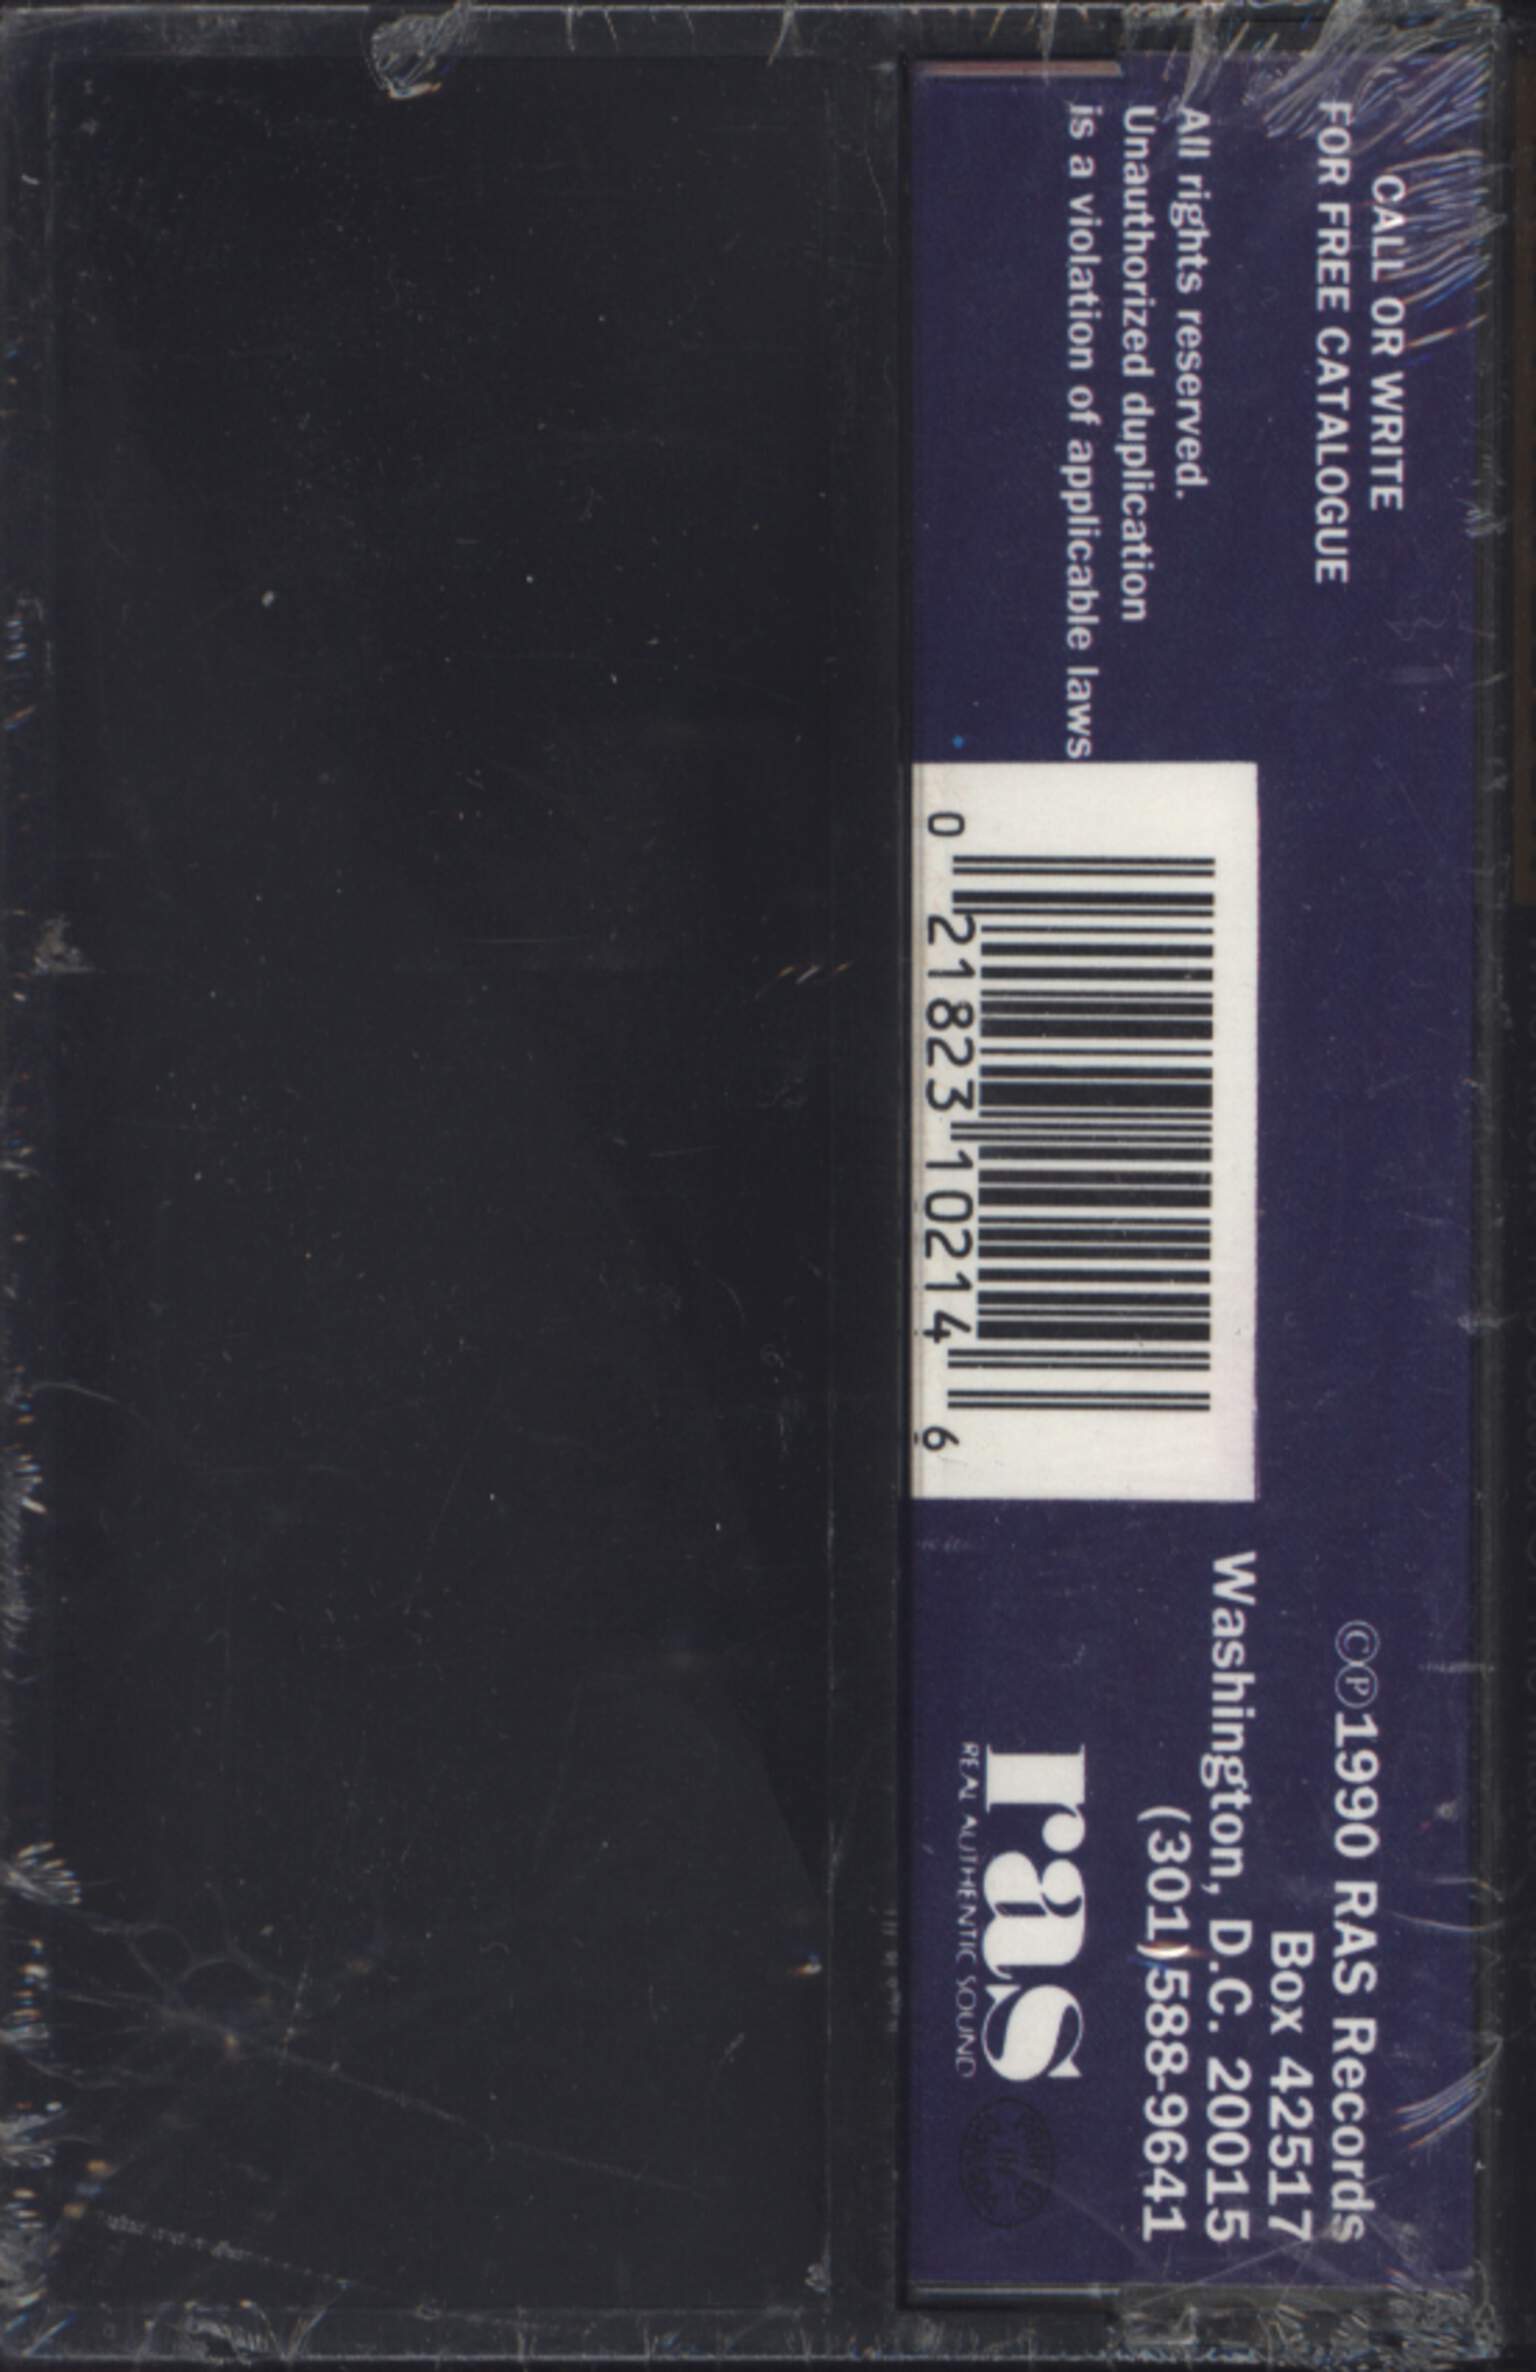 CALL OR WRITE
FOR FREE CATALOGUE
All rights reserved.
Unauthorized duplication
is a violation of applicable laws
0 21823 10214 6
©℗1990 RAS Records
Box 42517
Washington, D.C. 20015
(301)588-9641
ras
REAL AUTHENTIC SOUND